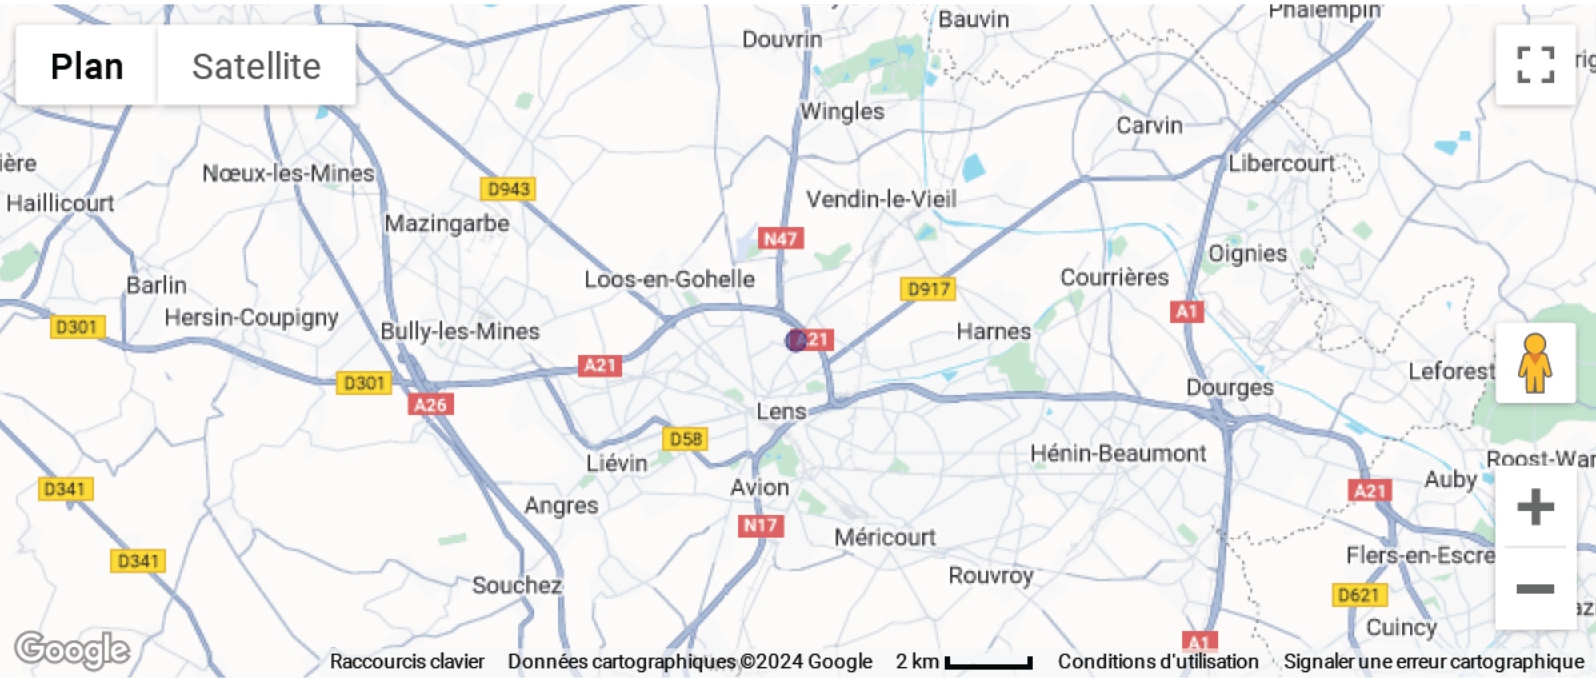 Bauvin
Phalempin
Douvrin
Plan
Satellite
Wingles
Carvin
Libercourt
Nœux-les-Mines
D943
Vendin-le-Vieil
Haillicourt
Mazingarbe
N47
Oignies
Loos-en-Gohelle
Courrières
Barlin
D917
A1
Hersin-Coupigny
D301
Bully-les-Mines
Harnes
A21
A21
Leforest
D301
Dourges
A26
Lens
D58
Hénin-Beaumont
Liévin
Roost-War
Auby
D341
Avion
A21
Angres
N17
Méricourt
Flers-en-Escre
D341
Rouvroy
Souchez
D621
Cuincy
A1
Google
Raccourcis clavier Données cartographiques ©2024 Google 2 km Conditions d'utilisation Signaler une erreur cartographique